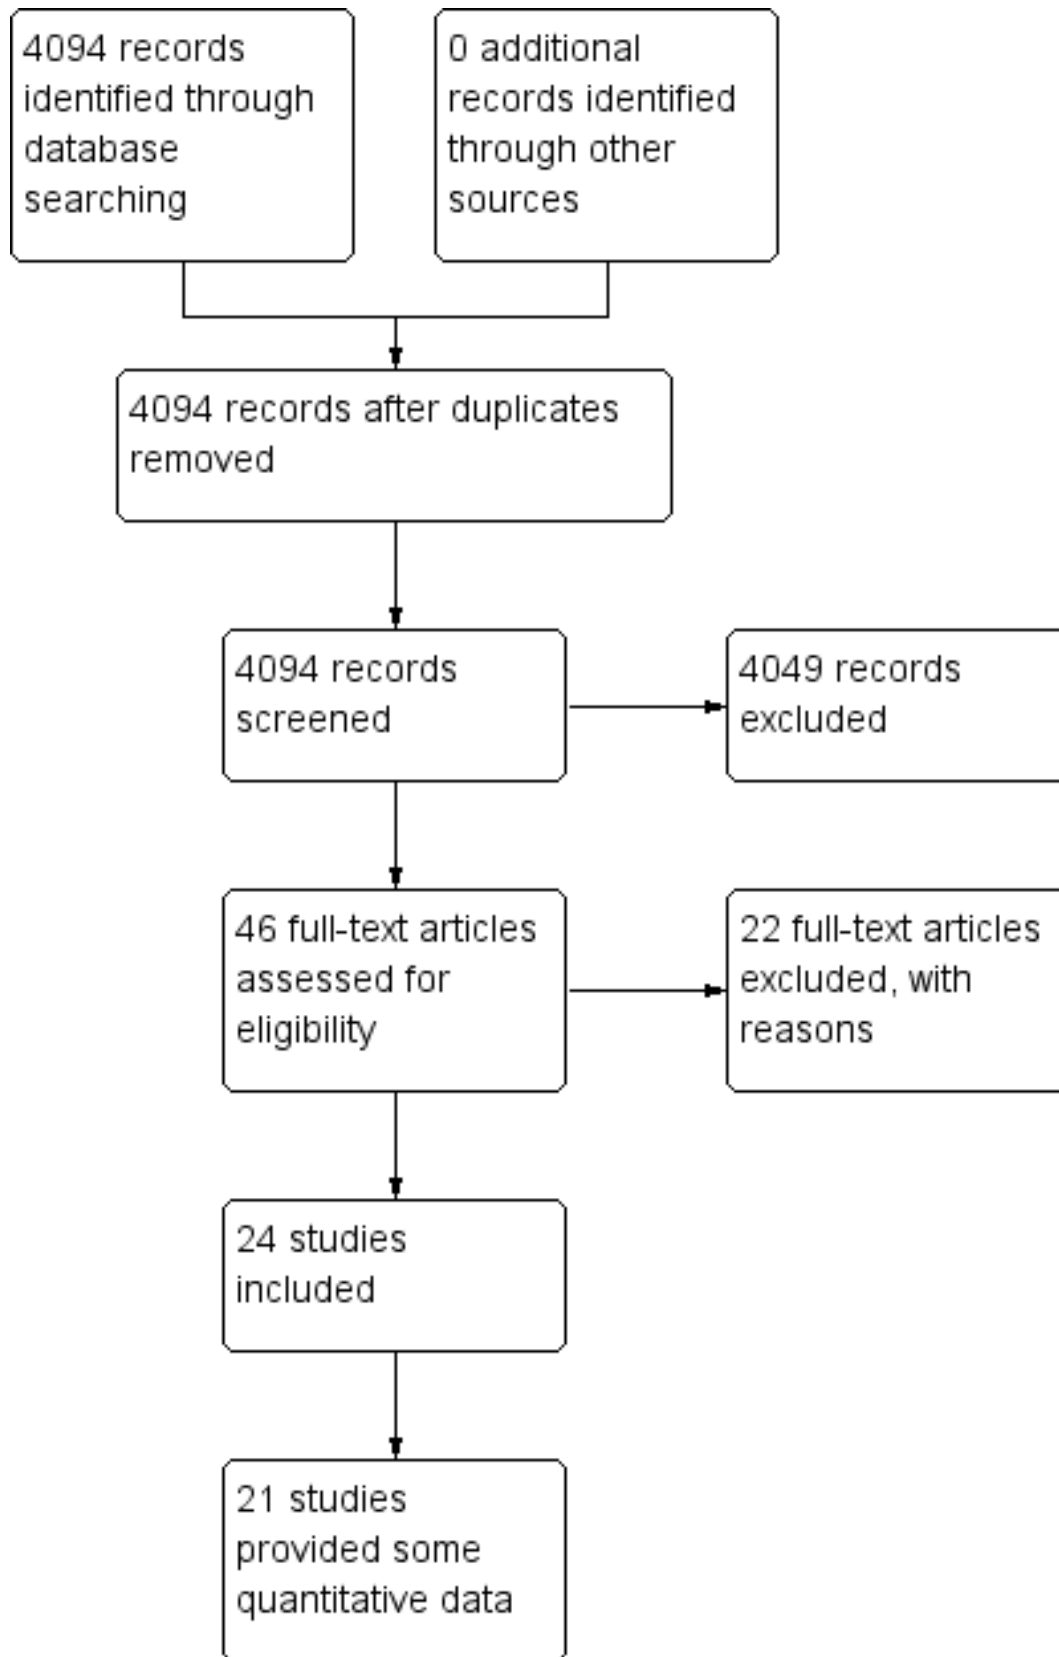 4094 records
identified through
database
searching
0 additional
records identified
through other
sources
4094 records after duplicates
removed
4094 records
screened
4049 records
excluded
46 full-text articles
assessed for
eligibility
22 full-text articles
excluded, with
reasons
24 studies
included
21 studies
provided some
quantitative data